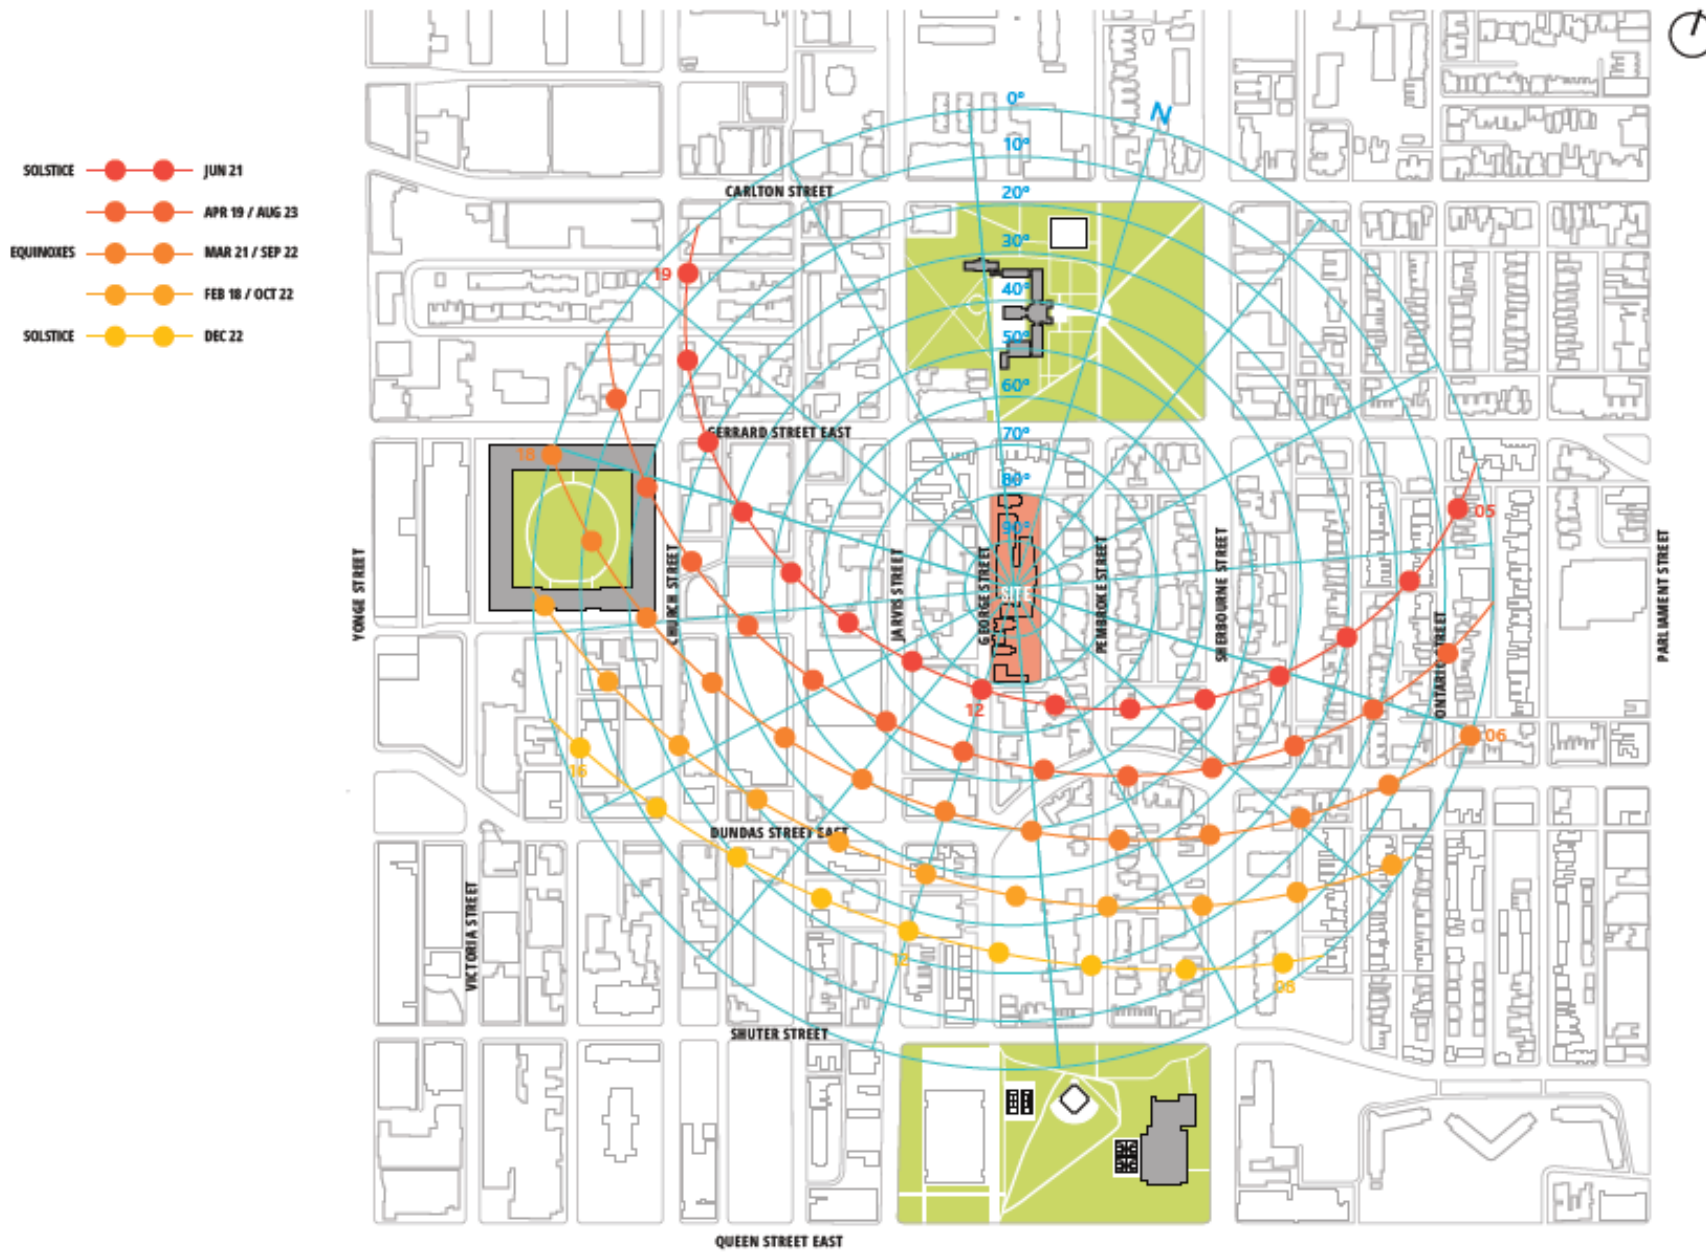 N
0°
10°
SOLSTICE JUN 21
CARLTON STREET
20°
APR 19 / AUG 23
30°
EQUINOXES MAR 21 / SEP 22
19
40°
FEB 18 / OCT 22
50°
SOLSTICE DEC 22
60°
GERRARD STREET EAST
70°
18
80°
05
90°
YONGE STREET
CHURCH STREET
JARVIS STREET
GEORGE STREET
SITE
PEMBROKE STREET
SHERBOURNE STREET
ONTARIO STREET
PARLIAMENT STREET
12
06
16
DUNDAS STREET EAST
VICTORIA STREET
12
08
SHUTER STREET
QUEEN STREET EAST